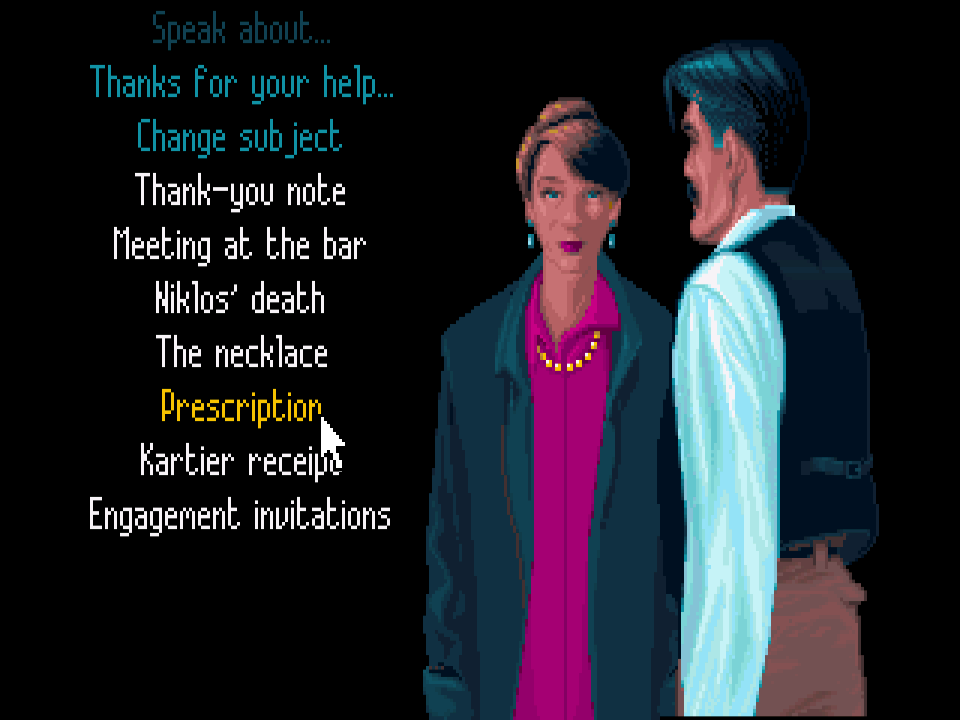 Speak about...
Thanks for your help...
Change subject
Thank-you note
Meeting at the bar
Niklos' death
The necklace
Prescription
Kartier receipt
Engagement invitations